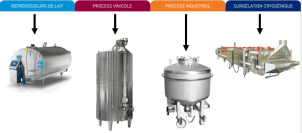 REFROIDISSEURS DE LAIT
PROCESS VINICOLE
PROCESS INDUSTRIEL
SURGÉLATION CRYOGÉNIQUE